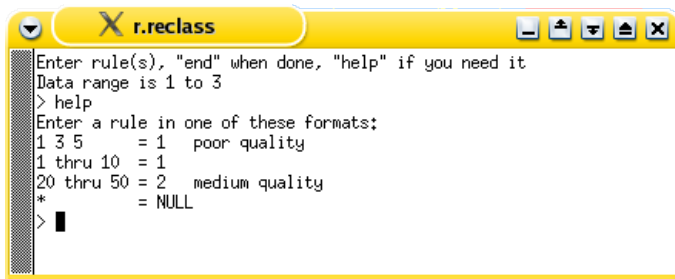 r.reclass
Enter rule(s), "end" when done, "help" if you need it
Data range is 1 to 3
> help
Enter a rule in one of these formats:
1 3 5      = 1   poor quality
1 thru 10  = 1
20 thru 50 = 2   medium quality
*          = NULL
>